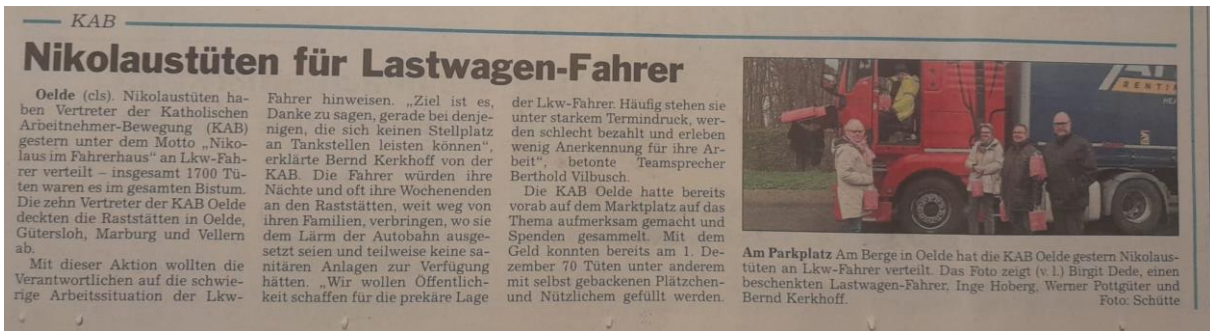 KAB
Nikolaustüten für Lastwagen-Fahrer
Oelde (cls). Nikolaustüten ha-
ben Vertreter der Katholischen
Arbeitnehmer-Bewegung (KAB)
gestern unter dem Motto „Niko-
laus im Fahrerhaus“ an Lkw-Fah-
rer verteilt – insgesamt 1700 Tü-
ten waren es im gesamten Bistum.
Die zehn Vertreter der KAB Oelde
deckten die Raststätten in Oelde,
Gütersloh, Marburg und Vellern
ab.
Mit dieser Aktion wollten die
Verantwortlichen auf die schwie-
rige Arbeitssituation der Lkw-
Fahrer hinweisen. „Ziel ist es,
Danke zu sagen, gerade bei denje-
nigen, die sich keinen Stellplatz
an Tankstellen leisten können“,
erklärte Bernd Kerkhoff von der
KAB. Die Fahrer würden ihre
Nächte und oft ihre Wochenenden
an den Raststätten, weit weg von
ihren Familien, verbringen, wo sie
dem Lärm der Autobahn ausge-
setzt seien und teilweise keine sa-
nitären Anlagen zur Verfügung
hätten. „Wir wollen Öffentlich-
keit schaffen für die prekäre Lage
der Lkw-Fahrer. Häufig stehen sie
unter starkem Termindruck, wer-
den schlecht bezahlt und erleben
wenig Anerkennung für ihre Ar-
beit“, betonte Teamsprecher
Berthold Vilbusch.
Die KAB Oelde hatte bereits
vorab auf dem Marktplatz auf das
Thema aufmerksam gemacht und
Spenden gesammelt. Mit dem
Geld konnten bereits am 1. De-
zember 70 Tüten unter anderem
mit selbst gebackenen Plätzchen
und Nützlichem gefüllt werden.
Am Parkplatz Am Berge in Oelde hat die KAB Oelde gestern Nikolaus-
tüten an Lkw-Fahrer verteilt. Das Foto zeigt (v. l.) Birgit Dede, einen
beschenkten Lastwagen-Fahrer, Inge Hoberg, Werner Pottgüter und
Bernd Kerkhoff. Foto: Schütte